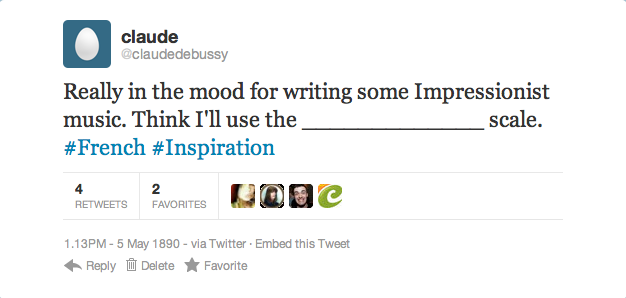 claude
@claudedebussy
Really in the mood for writing some Impressionist
music. Think I'll use the ______________ scale.
#French #Inspiration
4
RETWEETS
2
FAVORITES
1.13PM - 5 May 1890 - via Twitter · Embed this Tweet
Reply Delete Favorite